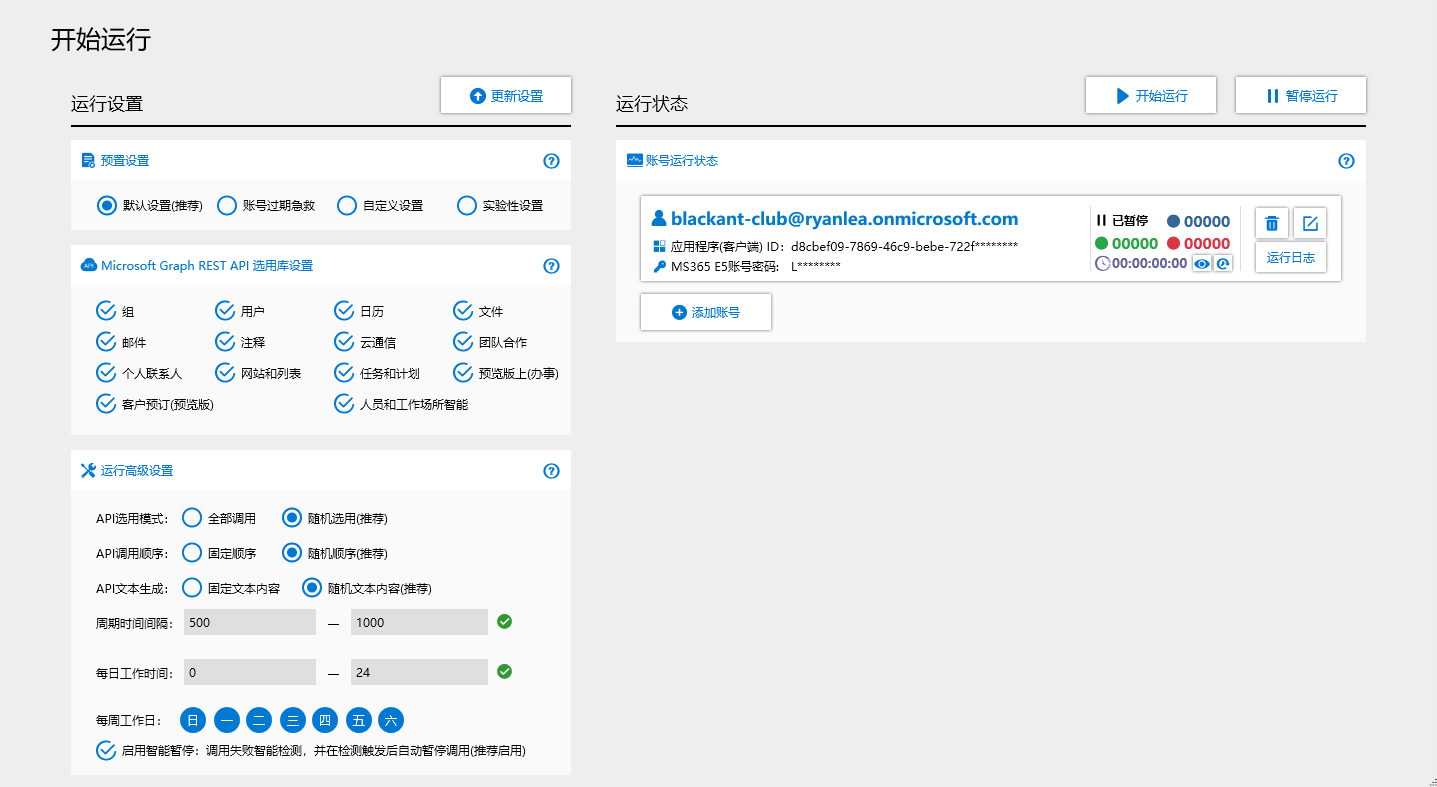 开始运行
运行设置
更新设置
预置设置
默认设置(推荐) 账号过期急救 自定义设置 实验性设置
API Microsoft Graph REST API 选用库设置
组 用户 日历 文件
邮件 注释 云通信 团队合作
个人联系人 网站和列表 任务和计划 预览版上(办事)
客户预订(预览版) 人员和工作场所智能
运行高级设置
API选用模式: 全部调用 随机选用(推荐)
API调用顺序: 固定顺序 随机顺序(推荐)
API文本生成: 固定文本内容 随机文本内容(推荐)
周期时间间隔: 500 — 1000
每日工作时间: 0 — 24
每周工作日: 日 一 二 三 四 五 六
启用智能暂停: 调用失败智能检测，并在检测触发后自动暂停调用(推荐启用)
运行状态
开始运行 暂停运行
账号运行状态
blackant-club@ryanlea.onmicrosoft.com
应用程序(客户端) ID: d8cbef09-7869-46c9-bebe-722f********
MS365 E5账号密码: L********
已暂停 00000
00000 00000
00:00:00:00
运行日志
添加账号